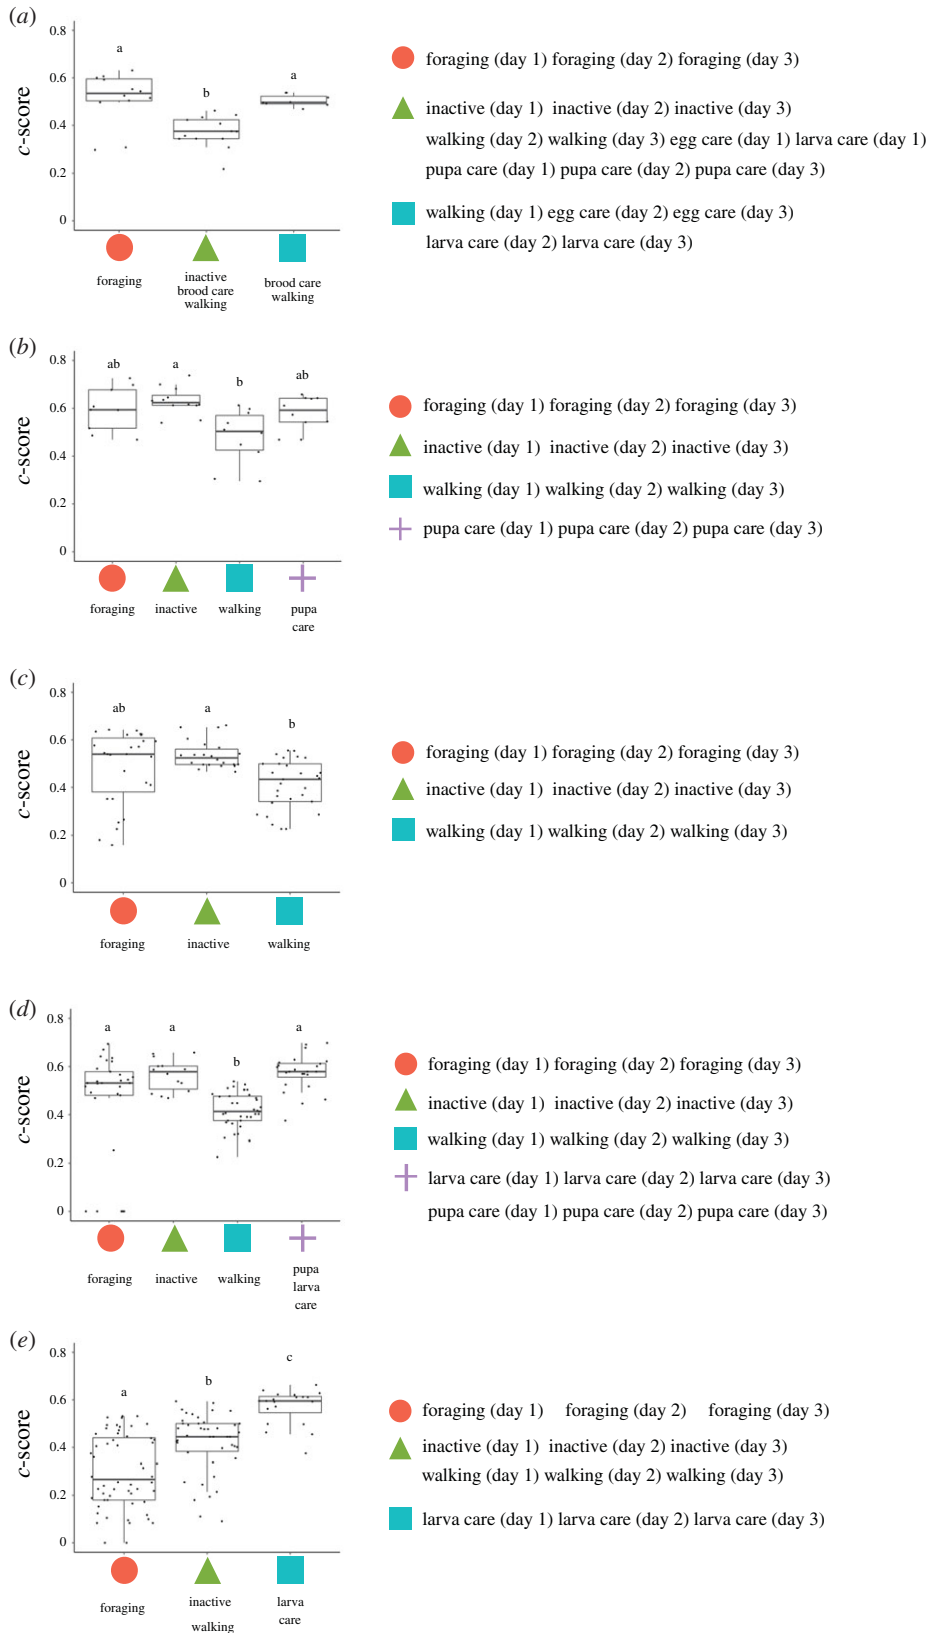 (a)
0.8
0.6
0.4
0.2
0
c-score
a
b
a
foraging
inactive
brood care
walking
brood care
walking
foraging (day 1) foraging (day 2) foraging (day 3)
inactive (day 1) inactive (day 2) inactive (day 3)
walking (day 2) walking (day 3) egg care (day 1) larva care (day 1)
pupa care (day 1) pupa care (day 2) pupa care (day 3)
walking (day 1) egg care (day 2) egg care (day 3)
larva care (day 2) larva care (day 3)
(b)
0.8
0.6
0.4
0.2
0
c-score
ab
a
b
ab
foraging
inactive
walking
pupa
care
foraging (day 1) foraging (day 2) foraging (day 3)
inactive (day 1) inactive (day 2) inactive (day 3)
walking (day 1) walking (day 2) walking (day 3)
pupa care (day 1) pupa care (day 2) pupa care (day 3)
(c)
0.8
0.6
0.4
0.2
0
c-score
ab
a
b
foraging
inactive
walking
foraging (day 1) foraging (day 2) foraging (day 3)
inactive (day 1) inactive (day 2) inactive (day 3)
walking (day 1) walking (day 2) walking (day 3)
(d)
0.8
0.6
0.4
0.2
0
c-score
a
a
b
a
foraging
inactive
walking
pupa
larva
care
foraging (day 1) foraging (day 2) foraging (day 3)
inactive (day 1) inactive (day 2) inactive (day 3)
walking (day 1) walking (day 2) walking (day 3)
larva care (day 1) larva care (day 2) larva care (day 3)
pupa care (day 1) pupa care (day 2) pupa care (day 3)
(e)
0.8
0.6
0.4
0.2
0
c-score
a
b
c
foraging
inactive
walking
larva
care
foraging (day 1) foraging (day 2) foraging (day 3)
inactive (day 1) inactive (day 2) inactive (day 3)
walking (day 1) walking (day 2) walking (day 3)
larva care (day 1) larva care (day 2) larva care (day 3)